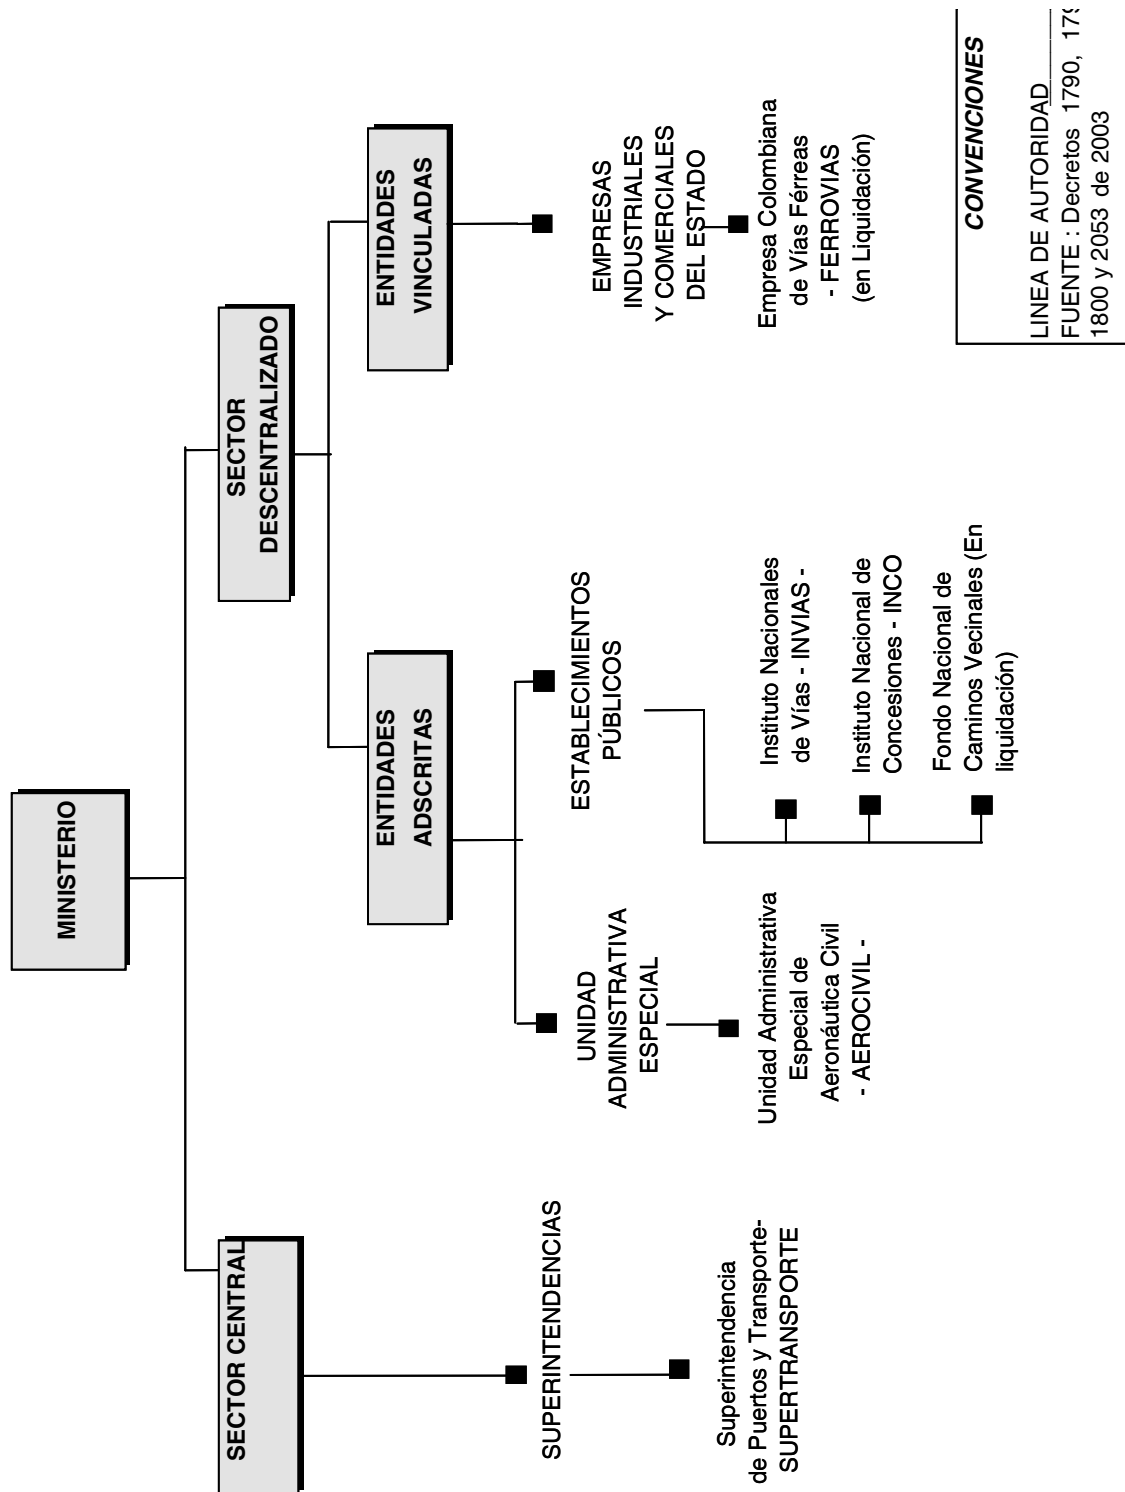 MINISTERIO
SECTOR CENTRAL
SECTOR
DESCENTRALIZADO
ENTIDADES
ADSCRITAS
ENTIDADES
VINCULADAS
SUPERINTENDENCIAS
UNIDAD
ADMINISTRATIVA
ESPECIAL
ESTABLECIMIENTOS
PÚBLICOS
EMPRESAS
INDUSTRIALES
Y COMERCIALES
DEL ESTADO
Superintendencia
de Puertos y Transporte-
SUPERTRANSPORTE
Unidad Administrativa
Especial de
Aeronáutica Civil
- AEROCIVIL -
Instituto Nacionales
de Vías - INVIAS -
Instituto Nacional de
Concesiones - INCO
Fondo Nacional de
Caminos Vecinales (En
liquidación)
Empresa Colombiana
de Vías Férreas
- FERROVIAS
(en Liquidación)
CONVENCIONES
LINEA DE AUTORIDAD
FUENTE : Decretos 1790,
1800 y 2053 de 2003